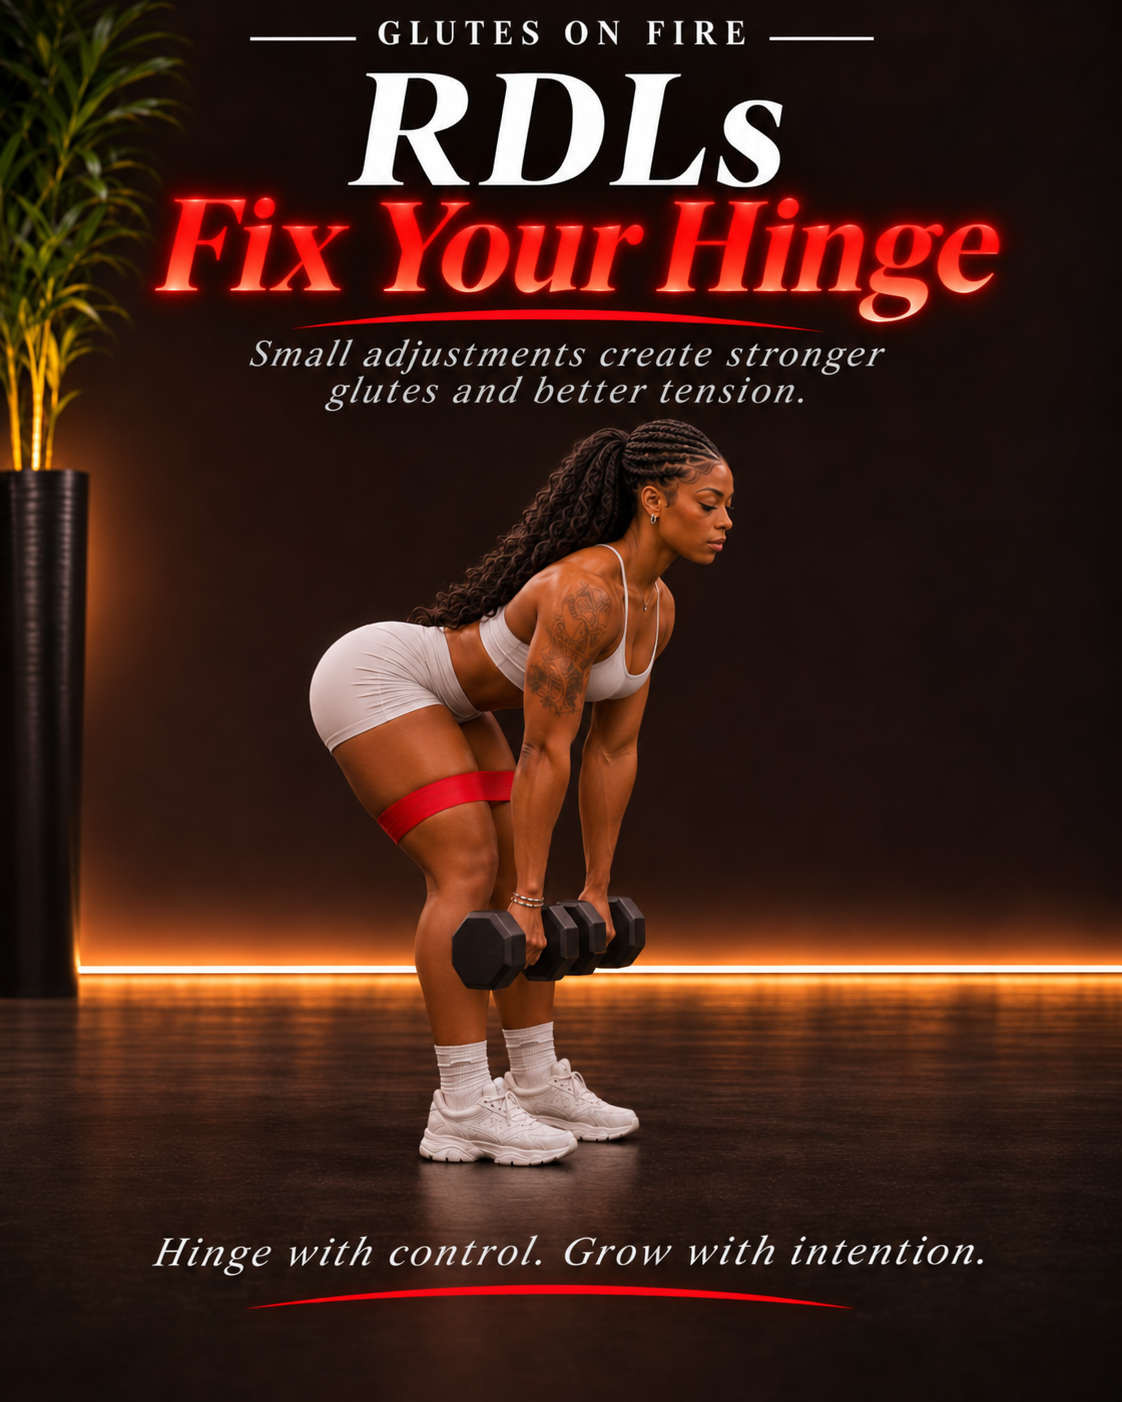 GLUTES ON FIRE
RDLs
Fix Your Hinge
Small adjustments create stronger
glutes and better tension.
Hinge with control. Grow with intention.